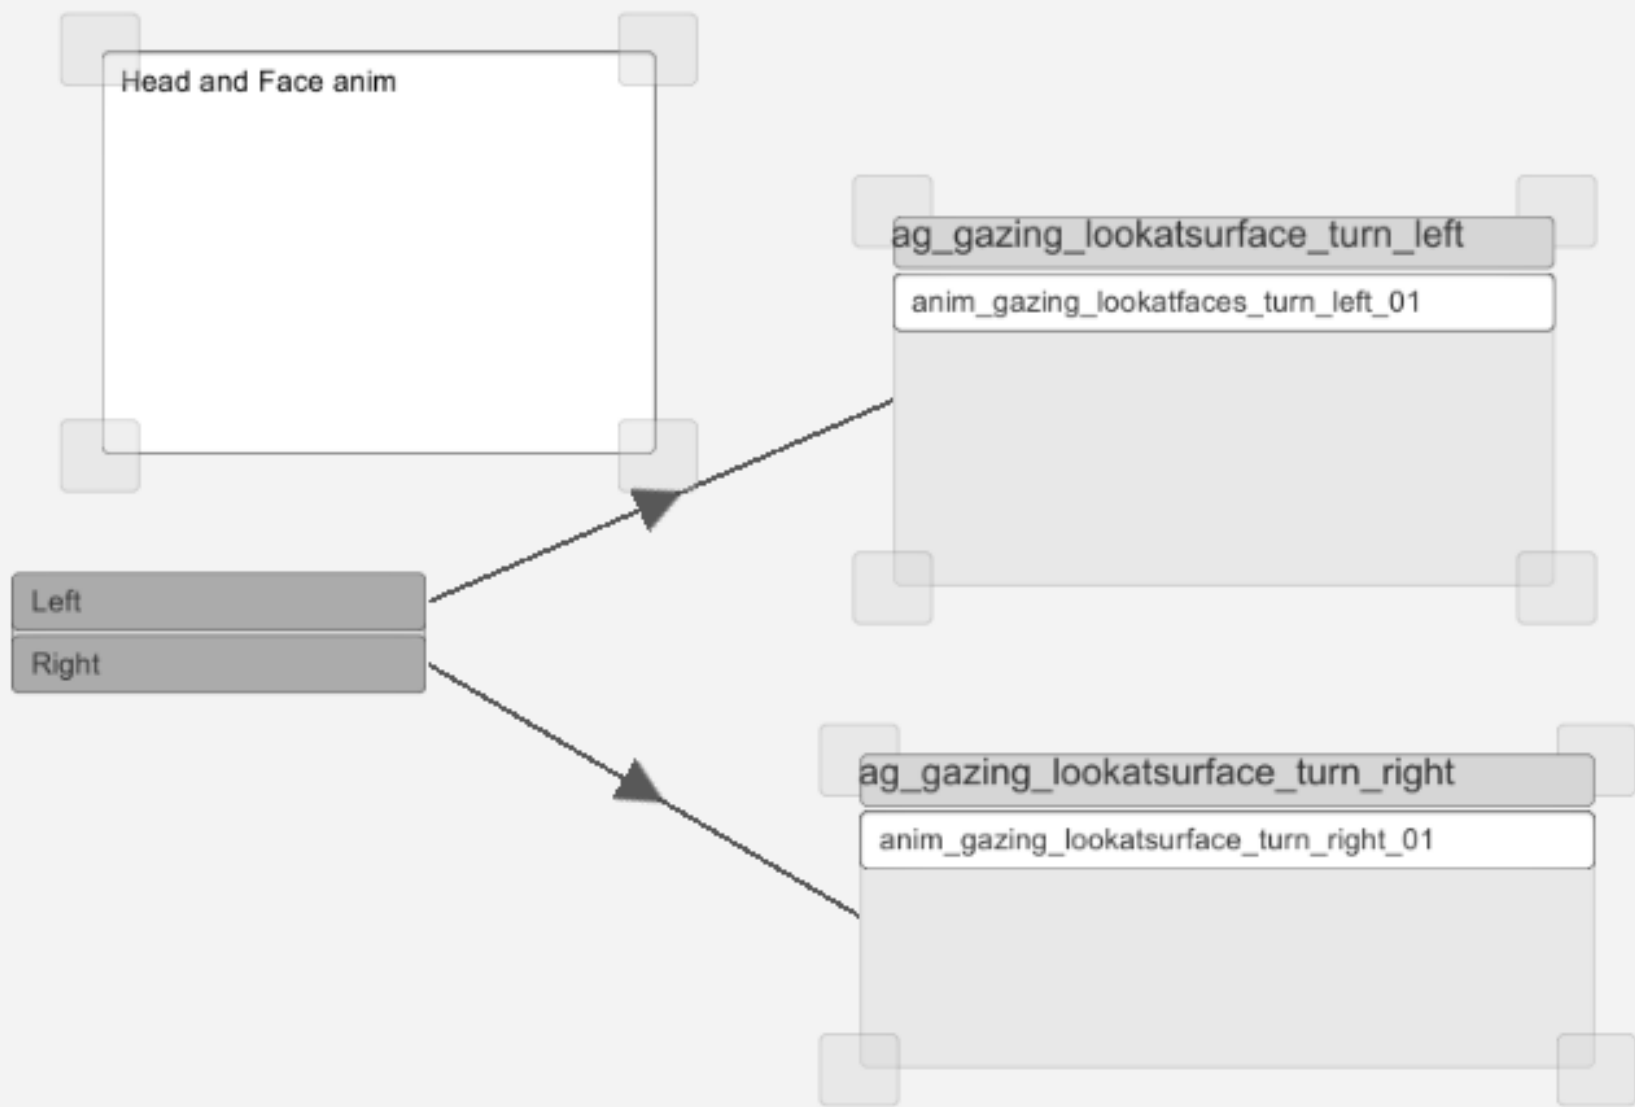 Head and Face anim
ag_gazing_lookatsurface_turn_left
anim_gazing_lookatfaces_turn_left_01
Left
Right
ag_gazing_lookatsurface_turn_right
anim_gazing_lookatsurface_turn_right_01